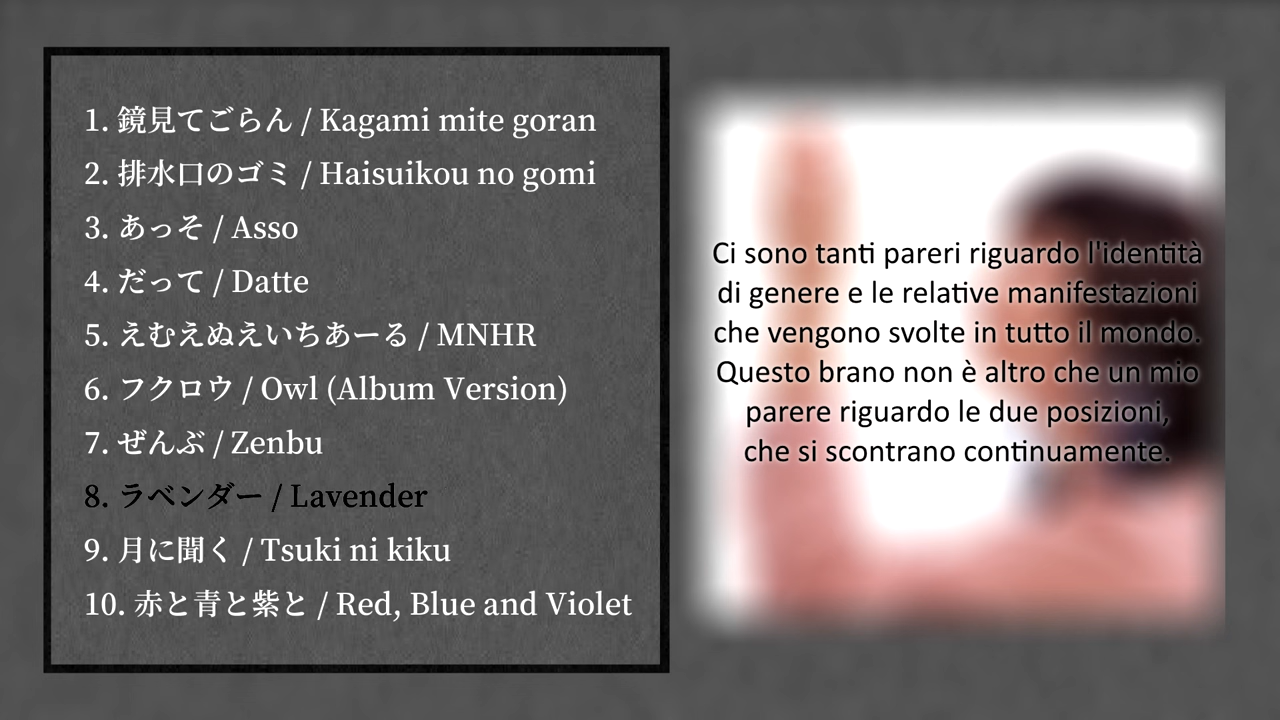 1. 鏡見てごらん / Kagami mite goran
2. 排水口のゴミ / Haisuikou no gomi
3. あっそ / Asso
4. だって / Datte
5. えむえぬえいちあーる / MNHR
6. フクロウ / Owl (Album Version)
7. ぜんぶ / Zenbu
8. ラベンダー / Lavender
9. 月に聞く / Tsuki ni kiku
10. 赤と青と紫と / Red, Blue and Violet
Ci sono tanti pareri riguardo l'identità
di genere e le relative manifestazioni
che vengono svolte in tutto il mondo.
Questo brano non è altro che un mio
parere riguardo le due posizioni,
che si scontrano continuamente.